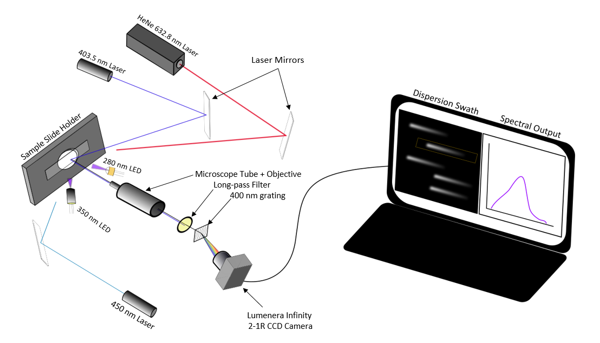 HeNe 632.8 nm Laser
403.5 nm Laser
Laser Mirrors
Dispersion Swath
Spectral Output
Sample Slide Holder
280 nm LED
Microscope Tube + Objective
Long-pass Filter
400 nm grating
350 nm LED
450 nm Laser
Lumenera Infinity
2-1R CCD Camera